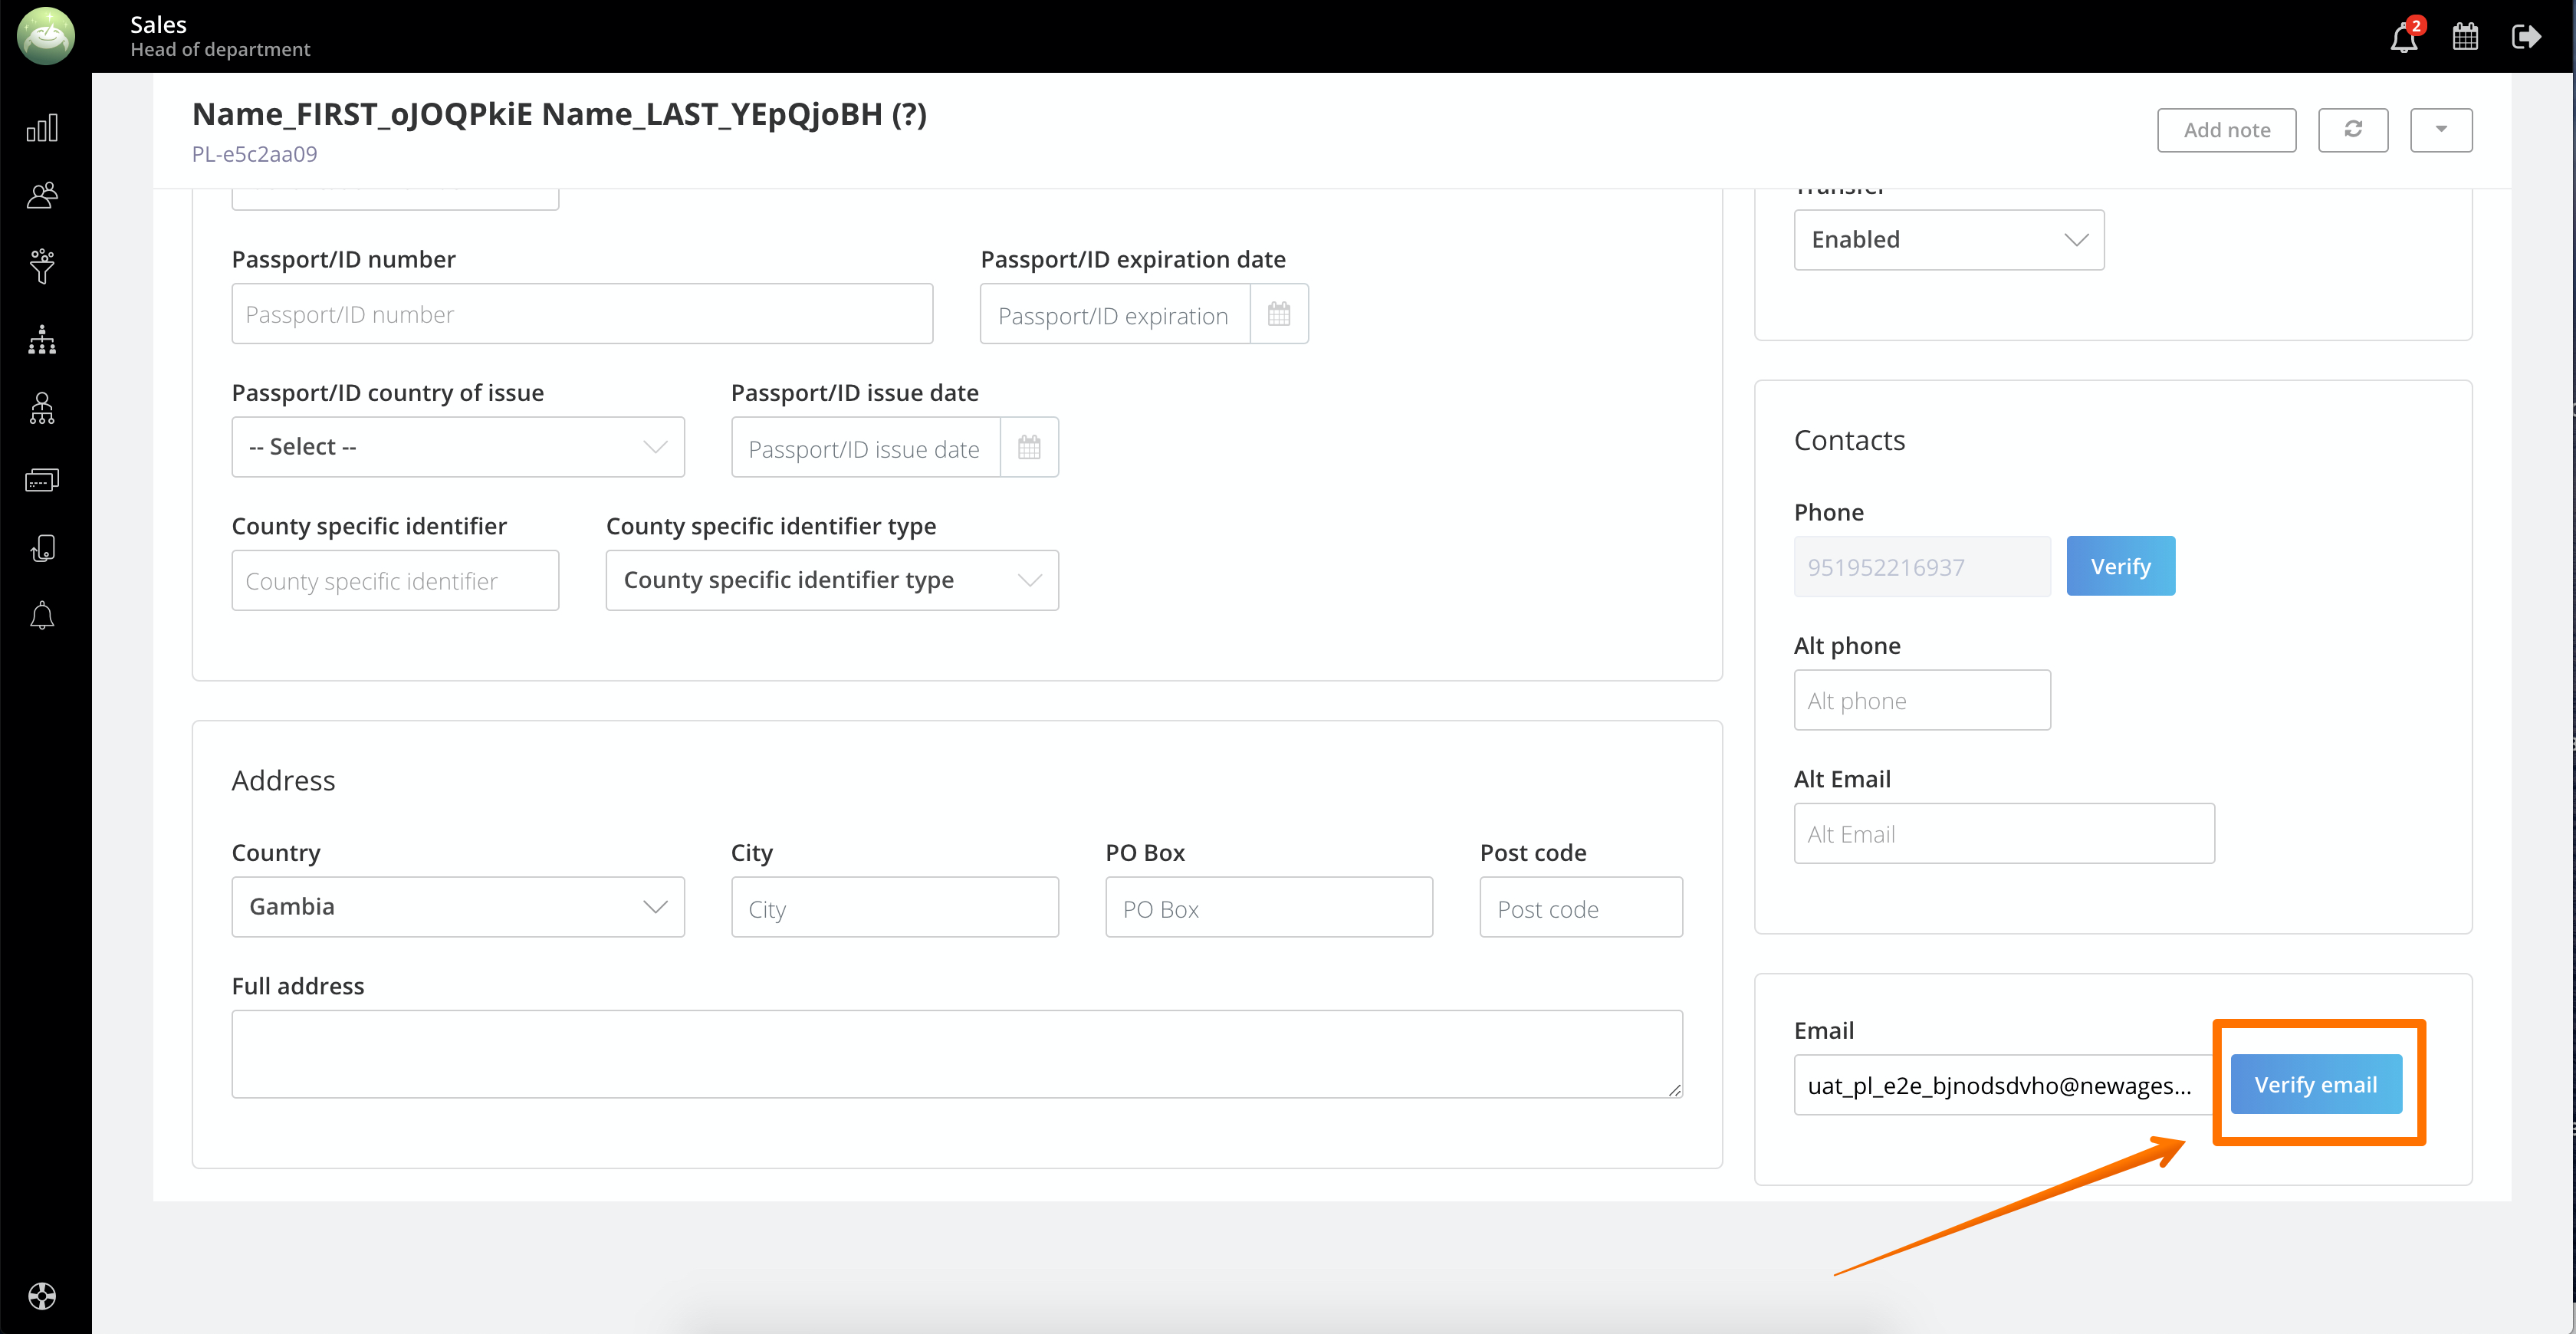 Sales
Head of department
2
Name_FIRST_oJOQPkiE Name_LAST_YEpQjoBH (?)
PL-e5c2aa09
Add note
Passport/ID number
Passport/ID number
Passport/ID expiration date
Passport/ID expiration
Passport/ID country of issue
-- Select --
Passport/ID issue date
Passport/ID issue date
County specific identifier
County specific identifier
County specific identifier type
County specific identifier type
Address
Country
Gambia
City
City
PO Box
PO Box
Post code
Post code
Full address
Transfer
Enabled
Contacts
Phone
951952216937
Verify
Alt phone
Alt phone
Alt Email
Alt Email
Email
uat_pl_e2e_bjnodsdvho@newages...
Verify email